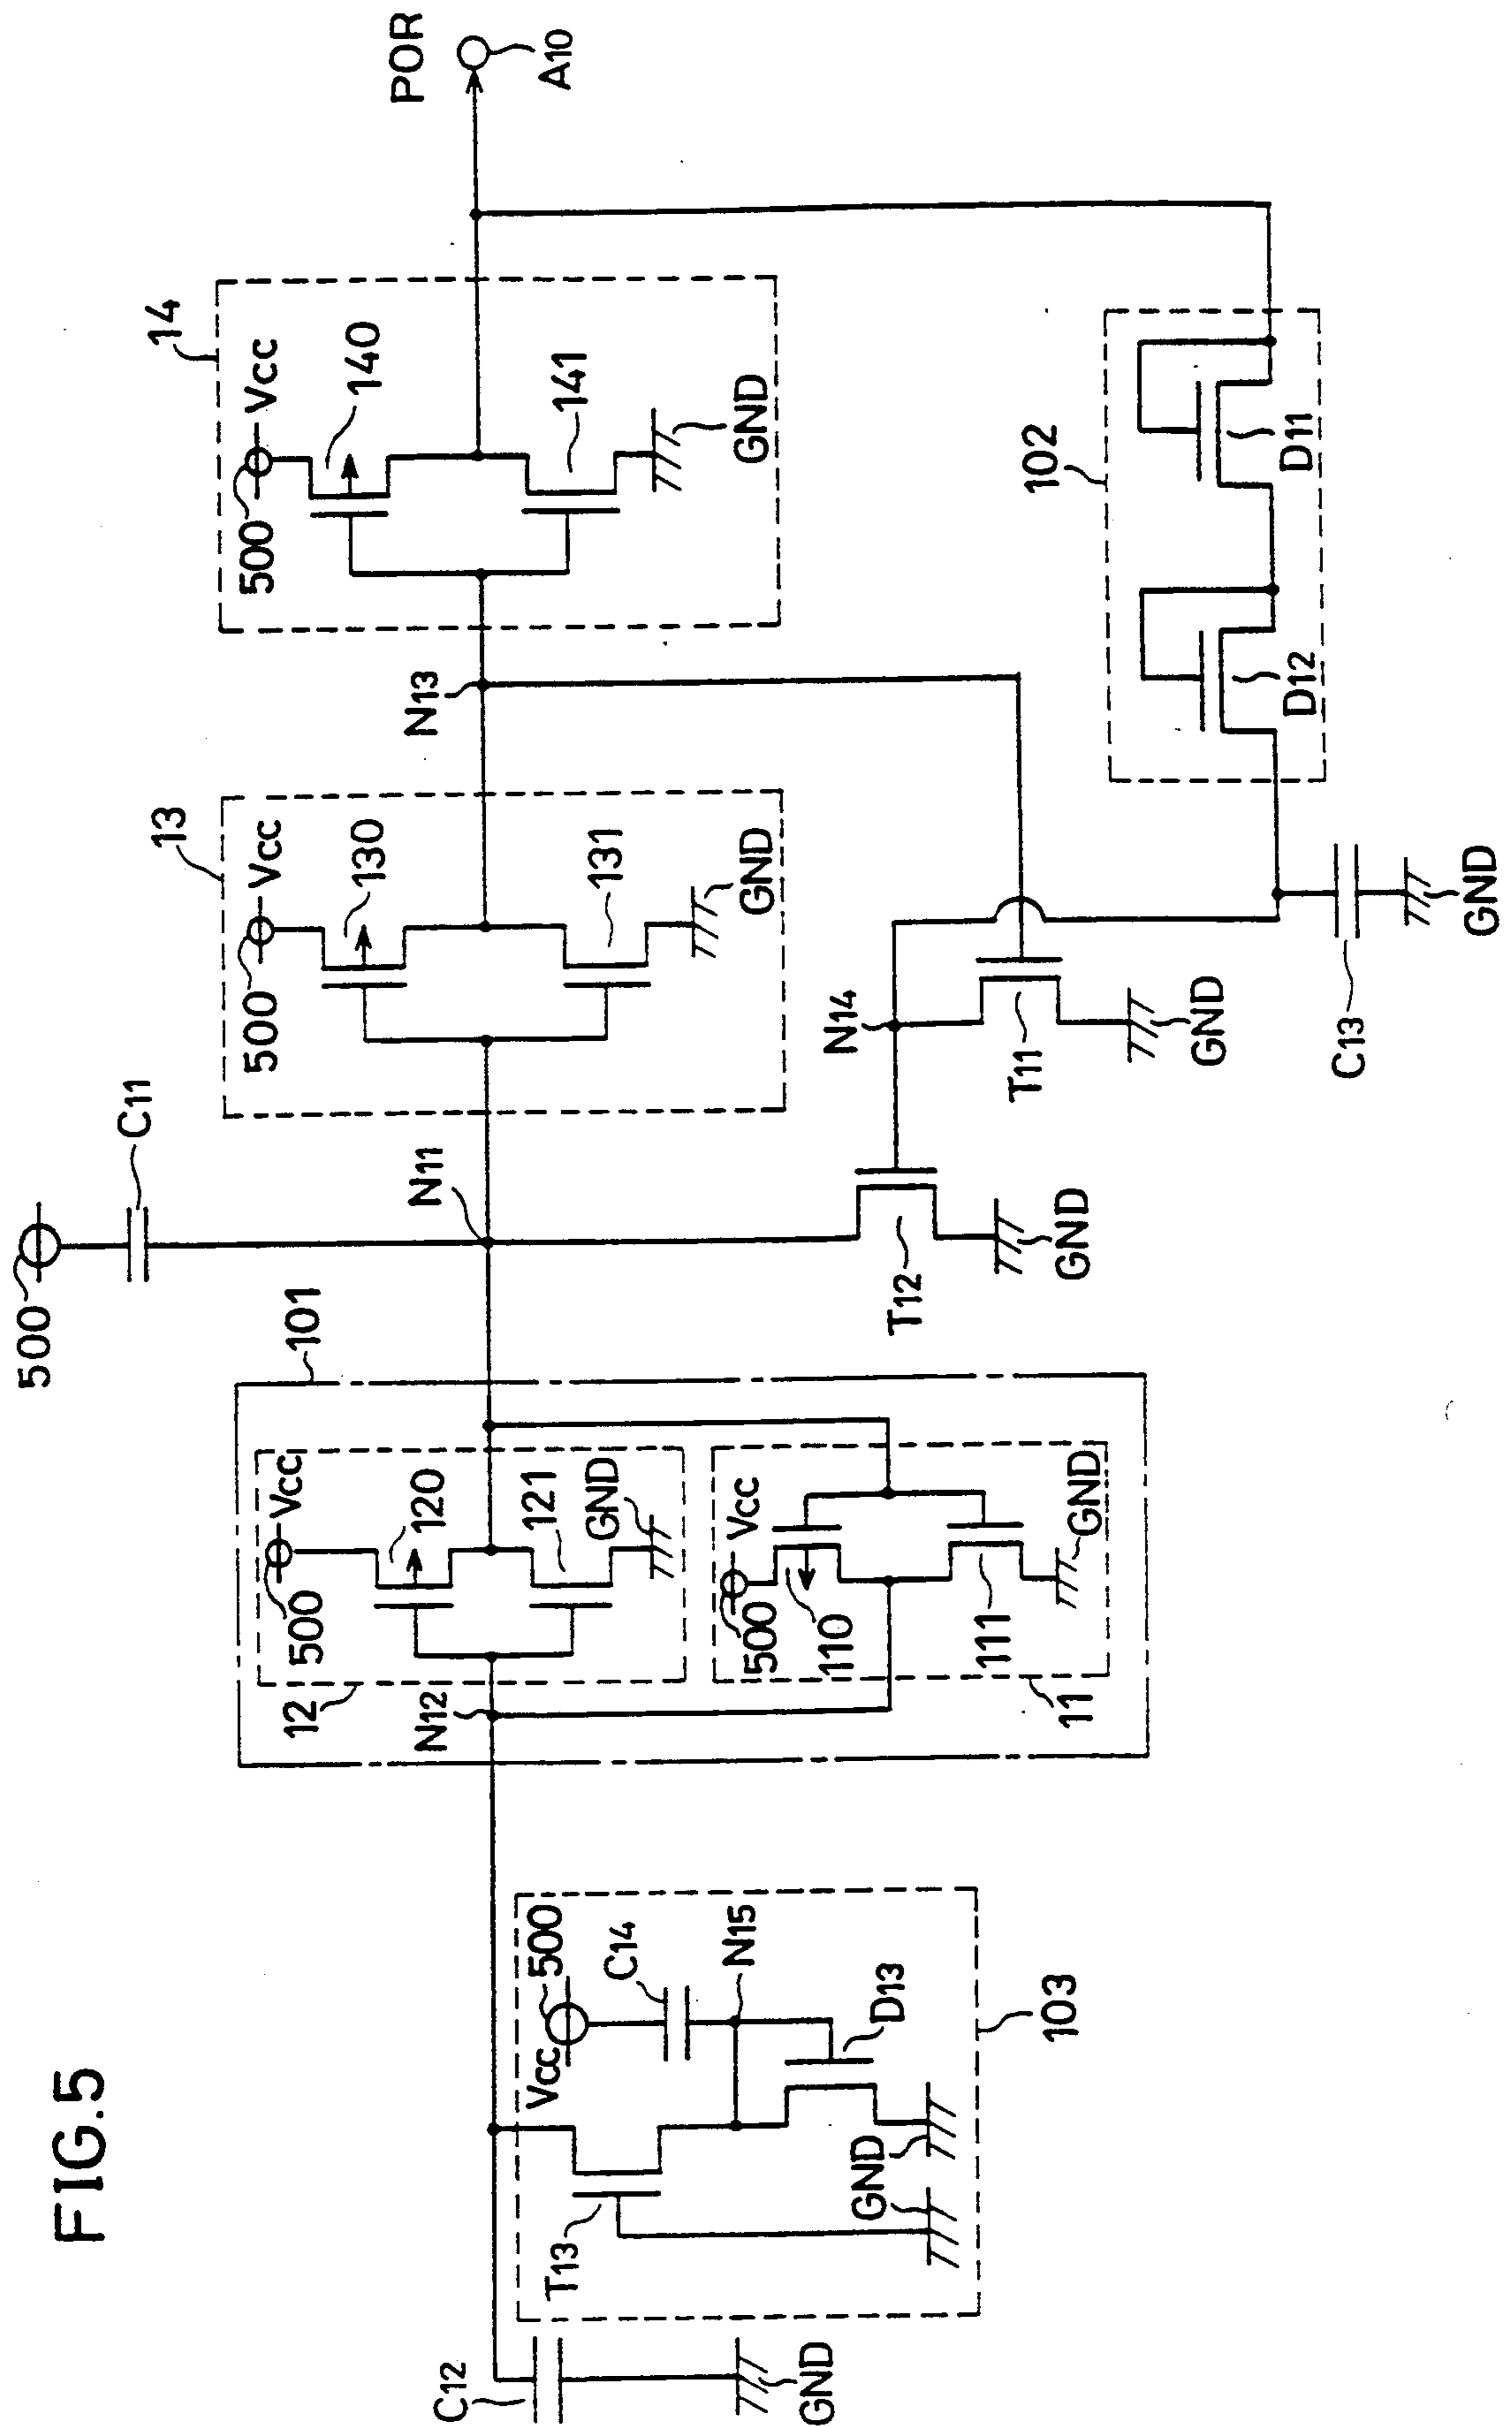 FIG.5
POR
A10
14
500
Vcc
140
141
GND
13
500
Vcc
130
131
GND
N13
500
C11
N11
101
12
500
Vcc
120
121
GND
N12
11
500
Vcc
110
111
GND
T12
GND
N14
T11
GND
C13
GND
102
D11
D12
103
Vcc
500
C14
N15
D13
T13
GND
C12
GND